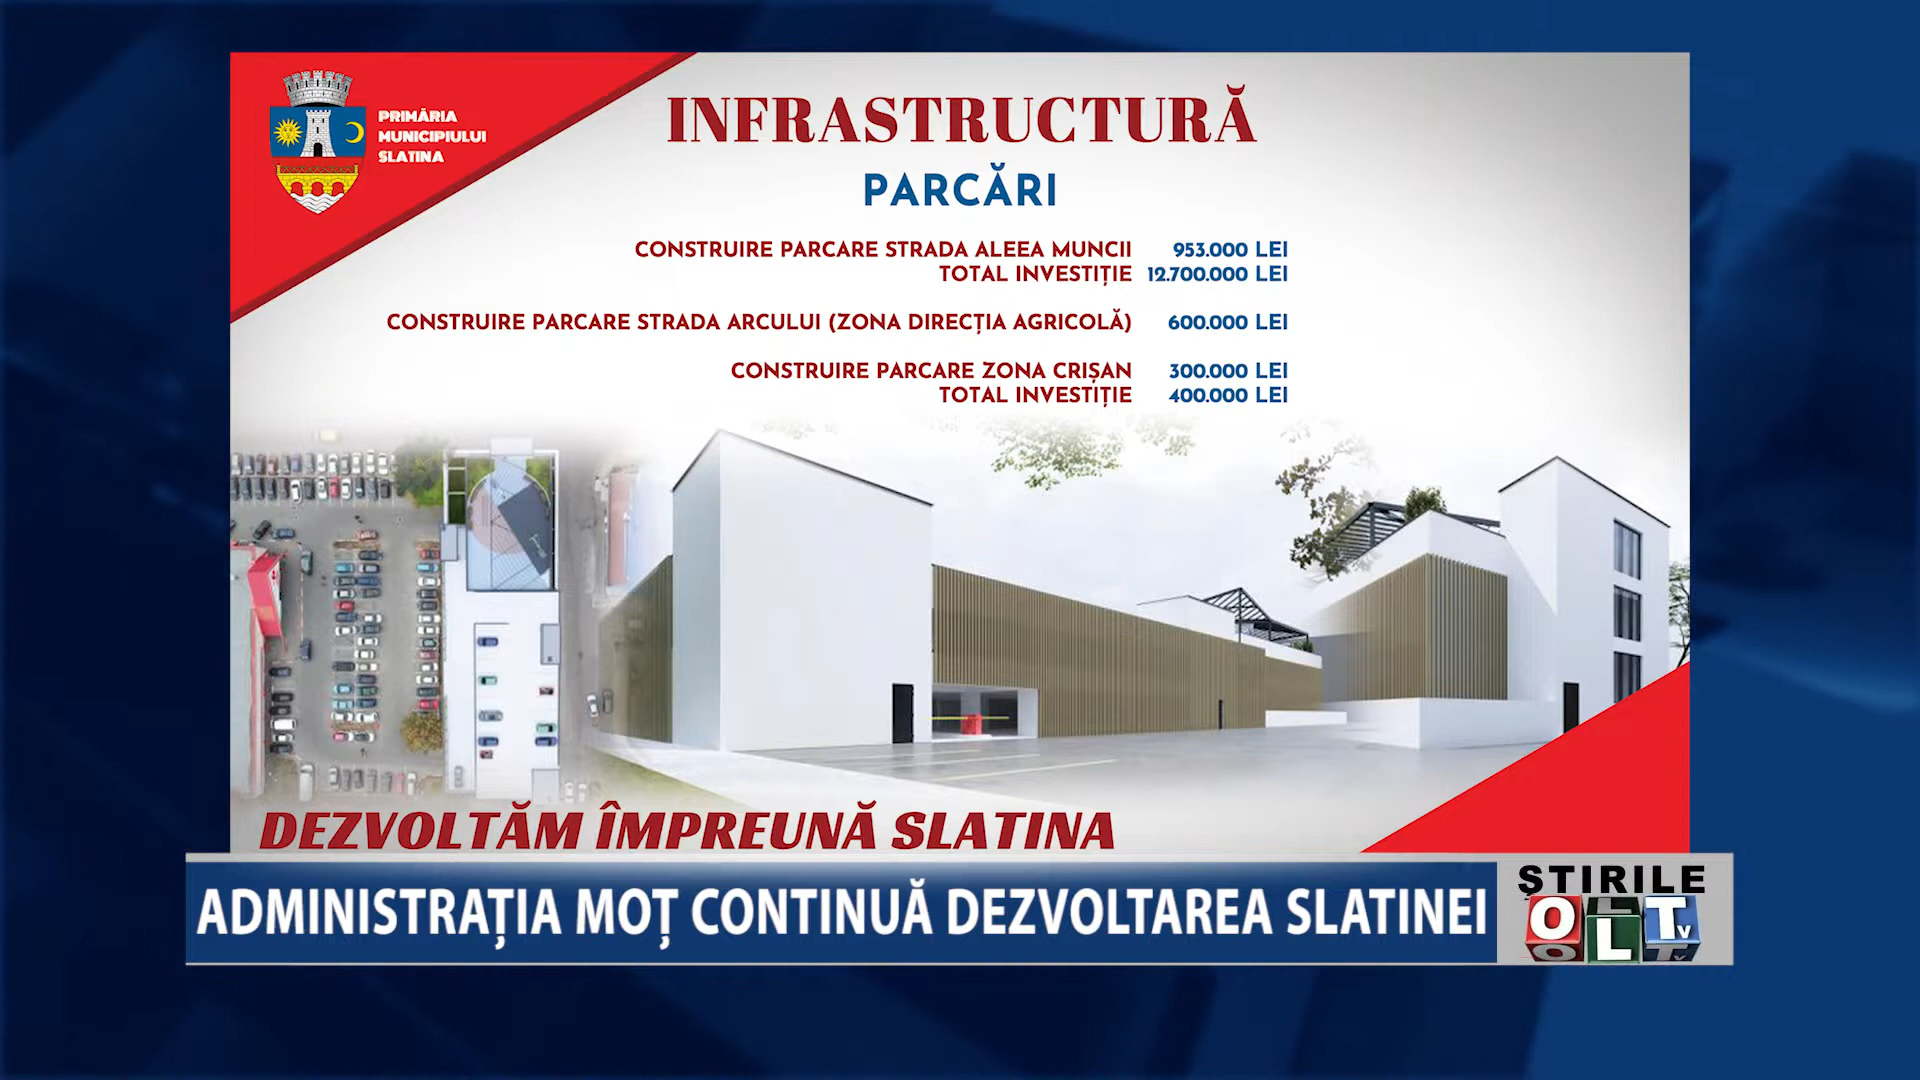 PRIMĂRIA
MUNICIPIULUI
SLATINA
INFRASTRUCTURĂ
PARCĂRI
CONSTRUIRE PARCARE STRADA ALEEA MUNCII 953.000 LEI
TOTAL INVESTIȚIE 12.700.000 LEI
CONSTRUIRE PARCARE STRADA ARCULUI (ZONA DIRECȚIA AGRICOLĂ) 600.000 LEI
CONSTRUIRE PARCARE ZONA CRIȘAN 300.000 LEI
TOTAL INVESTIȚIE 400.000 LEI
DEZVOLTĂM ÎMPREUNĂ SLATINA
ADMINISTRAȚIA MOȚ CONTINUĂ DEZVOLTAREA SLATINEI
ȘTIRILE
OLTTv